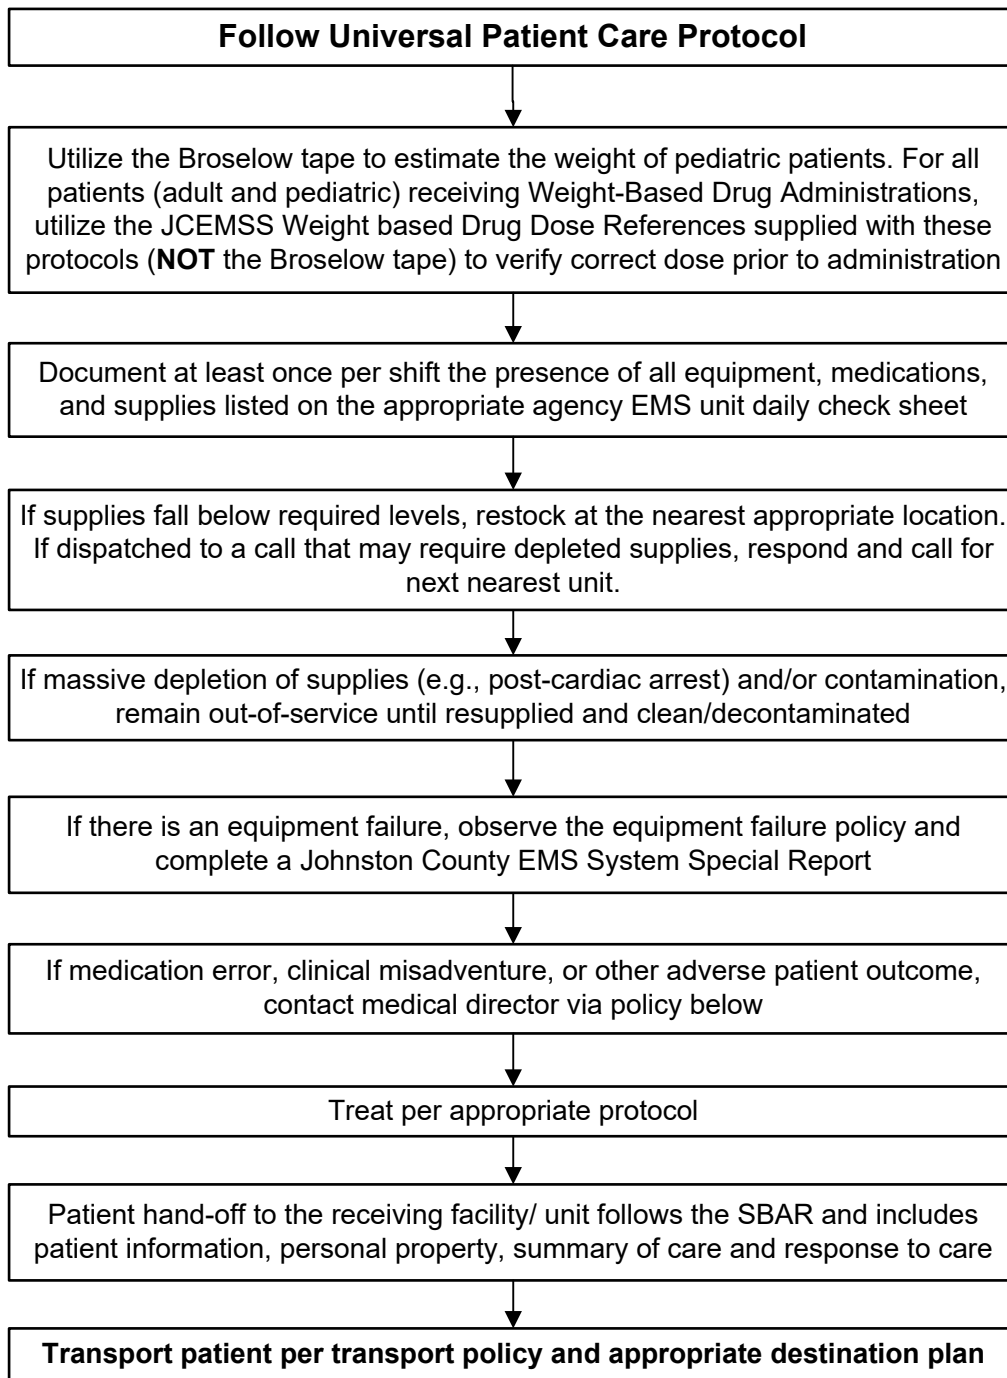 Follow Universal Patient Care Protocol
Utilize the Broselow tape to estimate the weight of pediatric patients. For all
patients (adult and pediatric) receiving Weight-Based Drug Administrations,
utilize the JCEMSS Weight based Drug Dose References supplied with these
protocols (NOT the Broselow tape) to verify correct dose prior to administration
Document at least once per shift the presence of all equipment, medications,
and supplies listed on the appropriate agency EMS unit daily check sheet
If supplies fall below required levels, restock at the nearest appropriate location.
If dispatched to a call that may require depleted supplies, respond and call for
next nearest unit.
If massive depletion of supplies (e.g., post-cardiac arrest) and/or contamination,
remain out-of-service until resupplied and clean/decontaminated
If there is an equipment failure, observe the equipment failure policy and
complete a Johnston County EMS System Special Report
If medication error, clinical misadventure, or other adverse patient outcome,
contact medical director via policy below
Treat per appropriate protocol
Patient hand-off to the receiving facility/ unit follows the SBAR and includes
patient information, personal property, summary of care and response to care
Transport patient per transport policy and appropriate destination plan